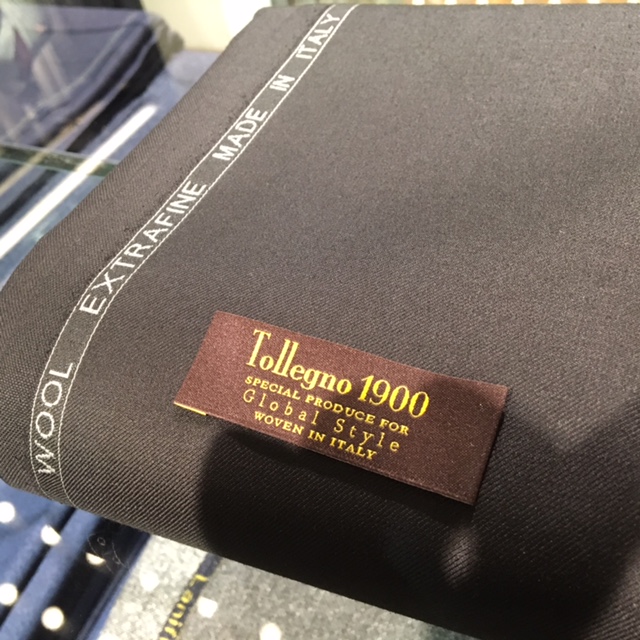 WOOL EXTRAFINE MADE IN ITALY
Tollegno 1900
SPECIAL PRODUCE FOR
Global Style
WOVEN IN ITALY